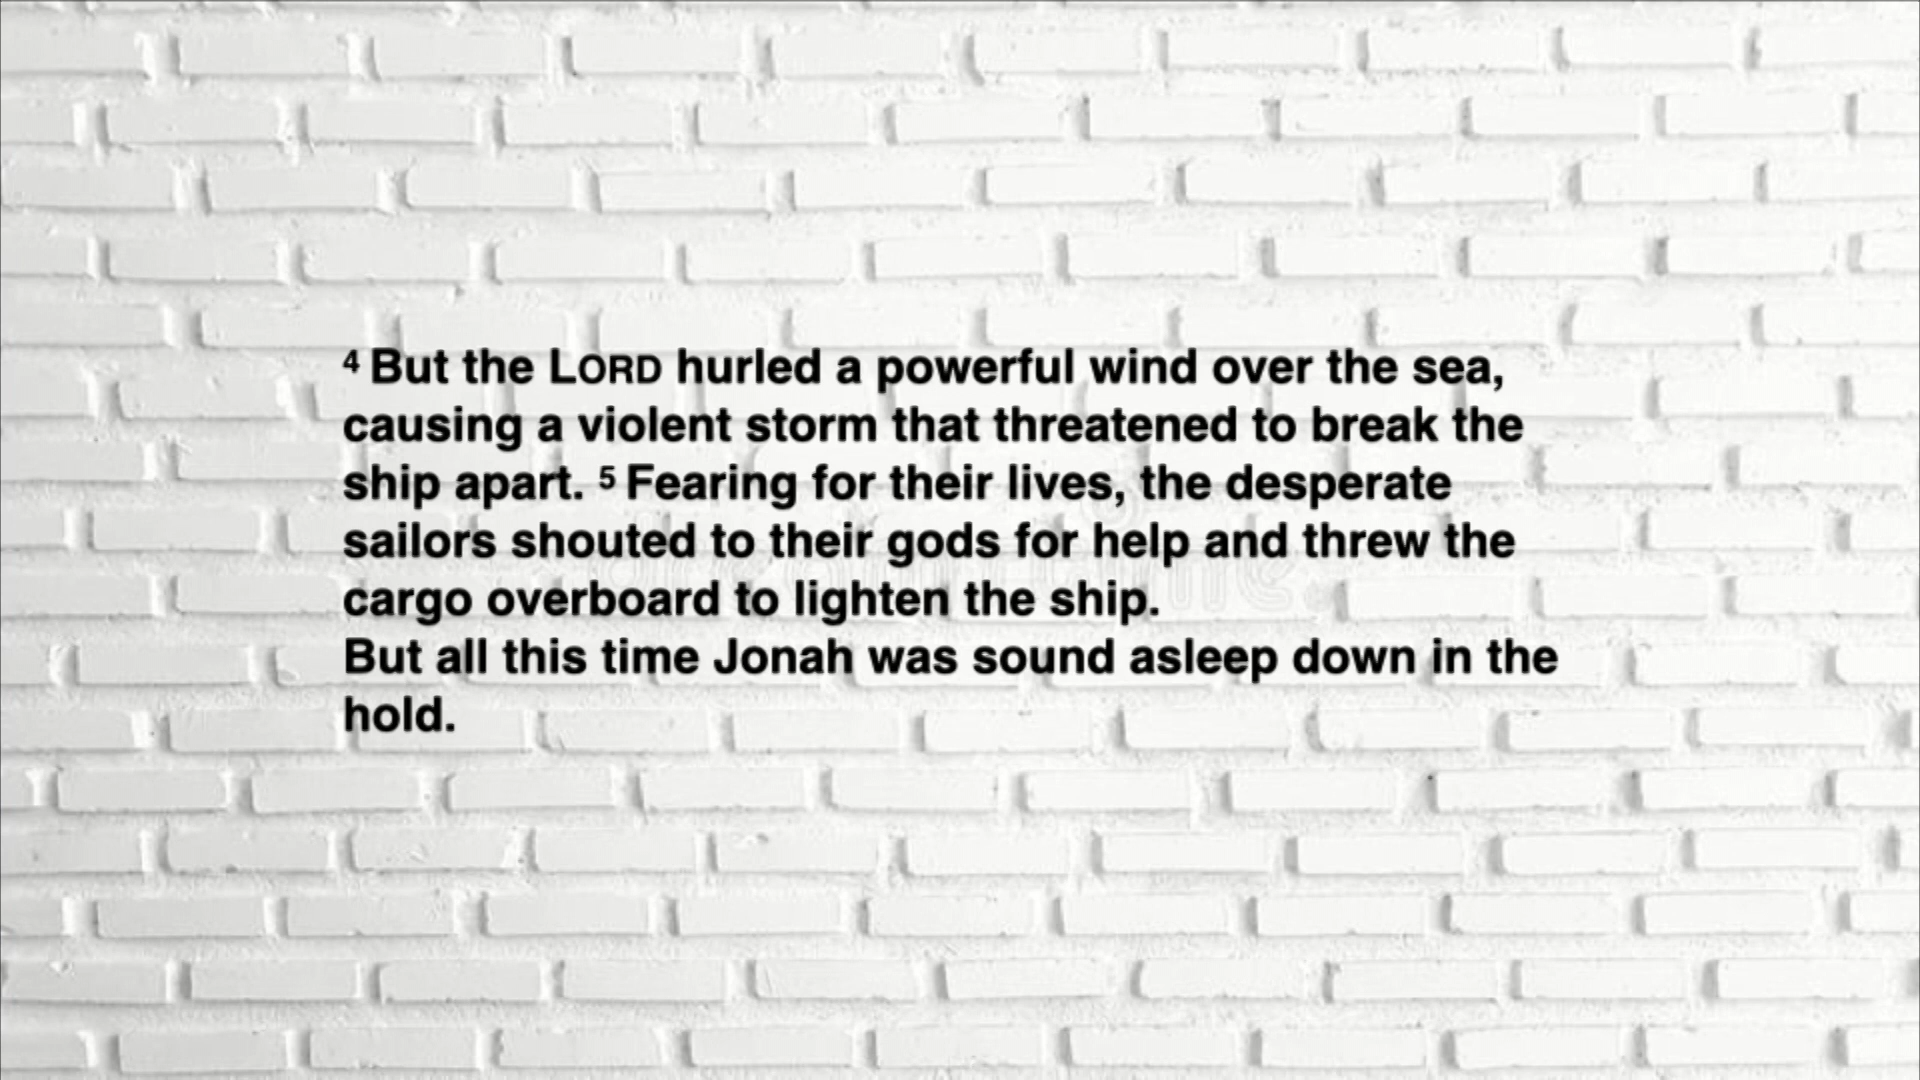 4 But the LORD hurled a powerful wind over the sea,
causing a violent storm that threatened to break the
ship apart. 5 Fearing for their lives, the desperate
sailors shouted to their gods for help and threw the
cargo overboard to lighten the ship.
But all this time Jonah was sound asleep down in the
hold.